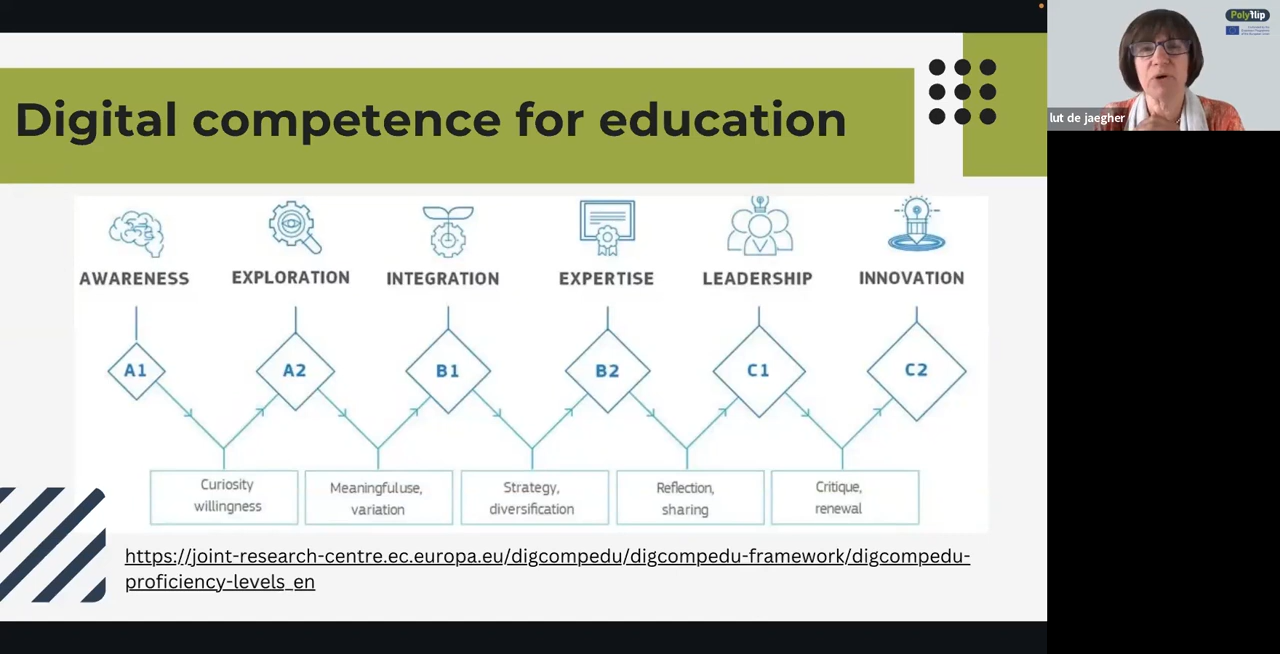 Digital competence for education
AWARENESS
EXPLORATION
INTEGRATION
EXPERTISE
LEADERSHIP
INNOVATION
A1
A2
B1
B2
C1
C2
Curiosity
willingness
Meaningful use,
variation
Strategy,
diversification
Reflection,
sharing
Critique,
renewal
https://joint-research-centre.ec.europa.eu/digcompedu/digcompedu-framework/digcompedu-
proficiency-levels_en
Polyflip
lut de jaegher